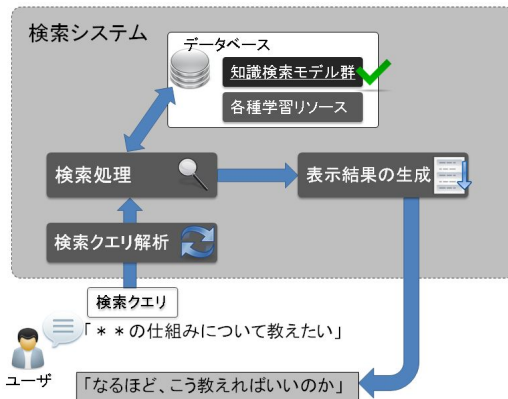 検索システム
データベース
知識検索モデル群
各種学習リソース
検索処理
表示結果の生成
検索クエリ解析
検索クエリ
「＊＊の仕組みについて教えたい」
ユーザ
「なるほど、こう教えればいいのか」